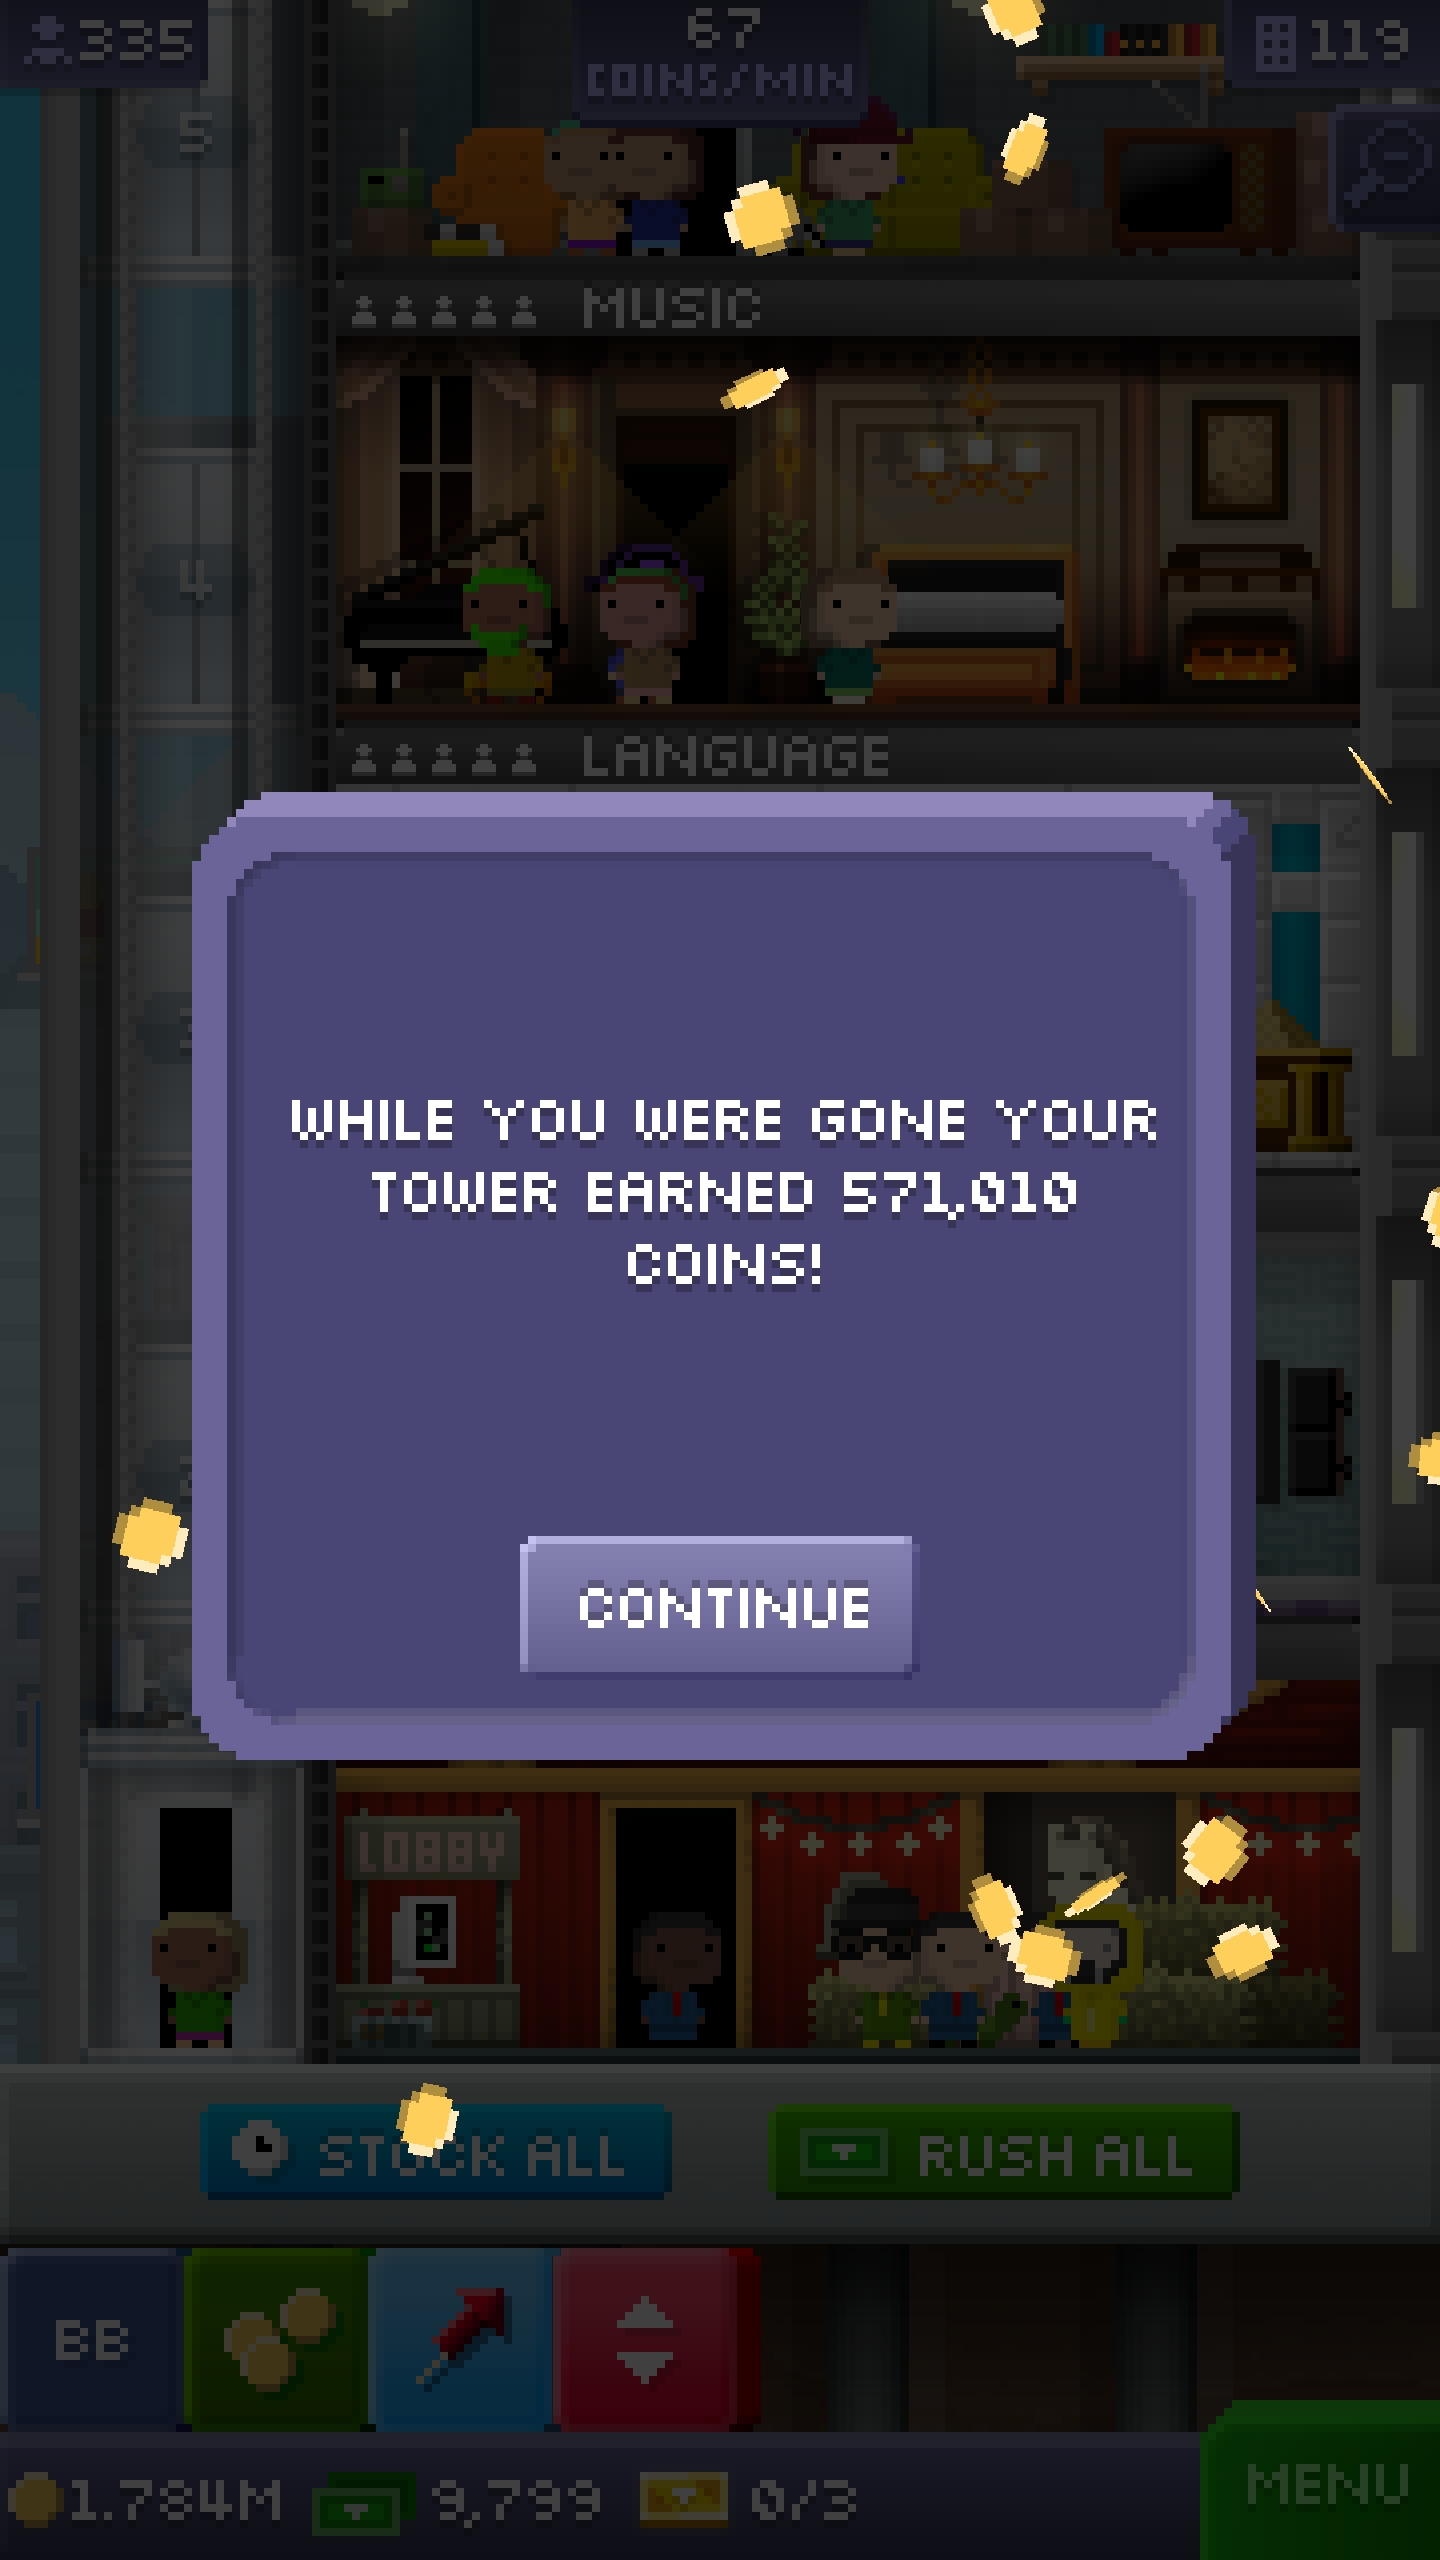 335
67
COINS/MIN
119
5
MUSIC
4
LANGUAGE
WHILE YOU WERE GONE YOUR
TOWER EARNED 571,010
COINS!
CONTINUE
LOBBY
STOCK ALL
RUSH ALL
BB
1.784M
9,799
0/3
MENU